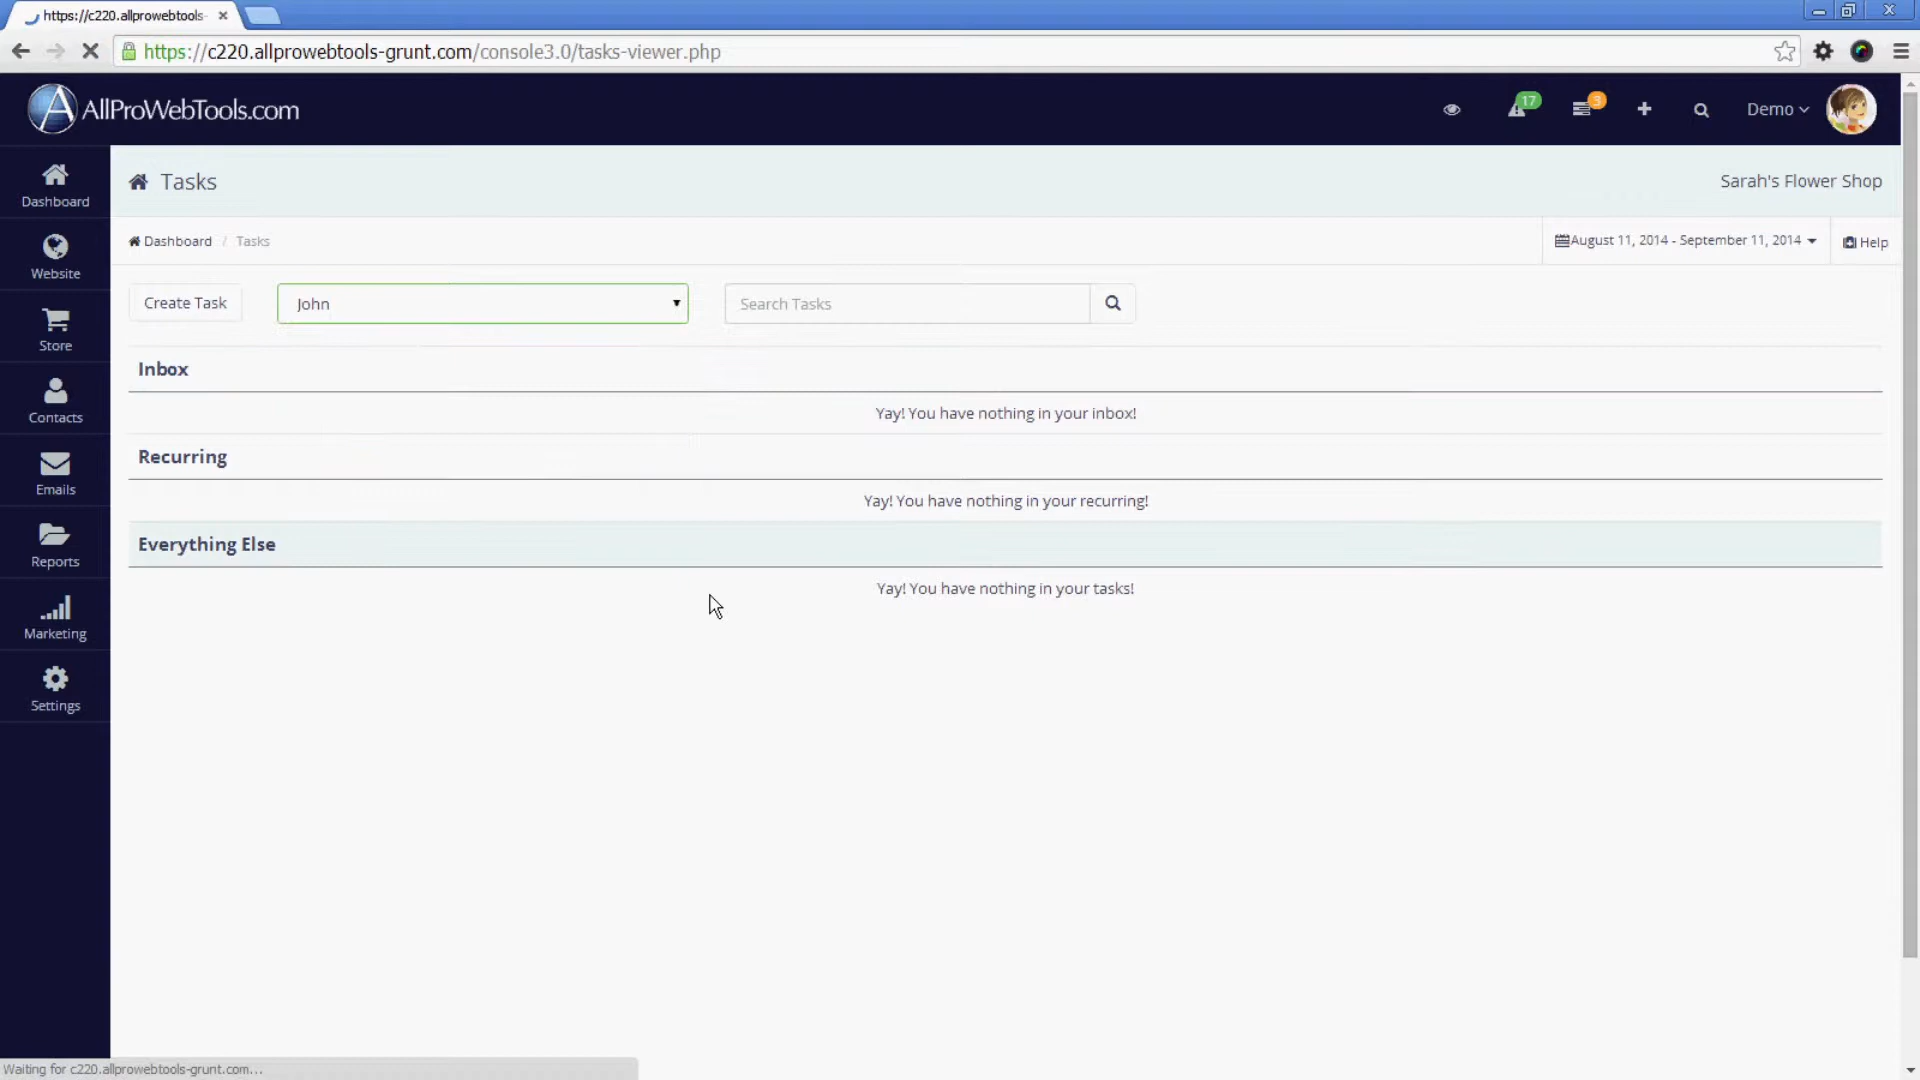 https://c220.allprowebtools-
https://c220.allprowebtools-grunt.com/console3.0/tasks-viewer.php
AllProWebTools.com
17
3
Demo
Dashboard
Website
Store
Contacts
Emails
Reports
Marketing
Settings
Tasks
Sarah's Flower Shop
Dashboard / Tasks
August 11, 2014 - September 11, 2014
Help
Create Task
John
Search Tasks
Inbox
Yay! You have nothing in your inbox!
Recurring
Yay! You have nothing in your recurring!
Everything Else
Yay! You have nothing in your tasks!
Waiting for c220.allprowebtools-grunt.com...